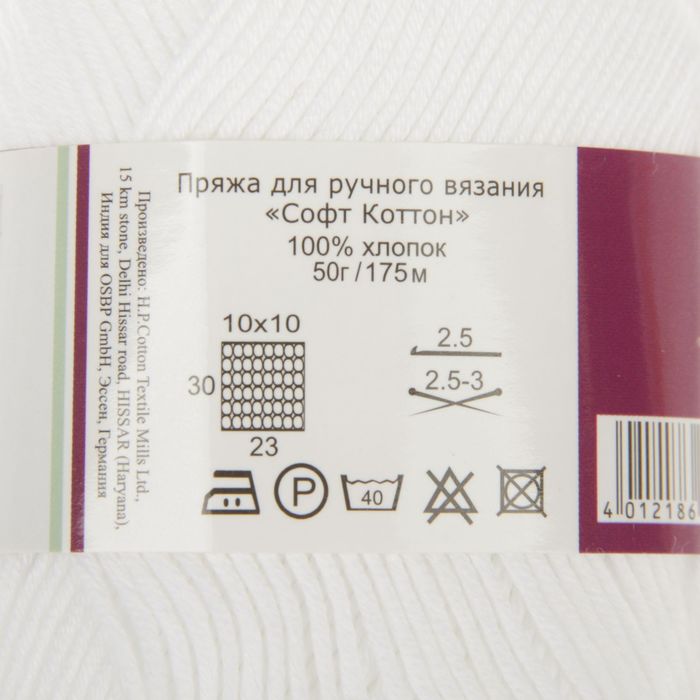 Пряжа для ручного вязания
«Софт Коттон»
100% хлопок
50г/175м
10x10
30
23
2.5
2.5-3
P
40
Произведено: H.P.Cotton Textile Mills Ltd.,
15 km stone, Delhi Hissar road, HISSAR (Haryana),
Индия для OSBP GmbH, Эссен, Германия
4 012186